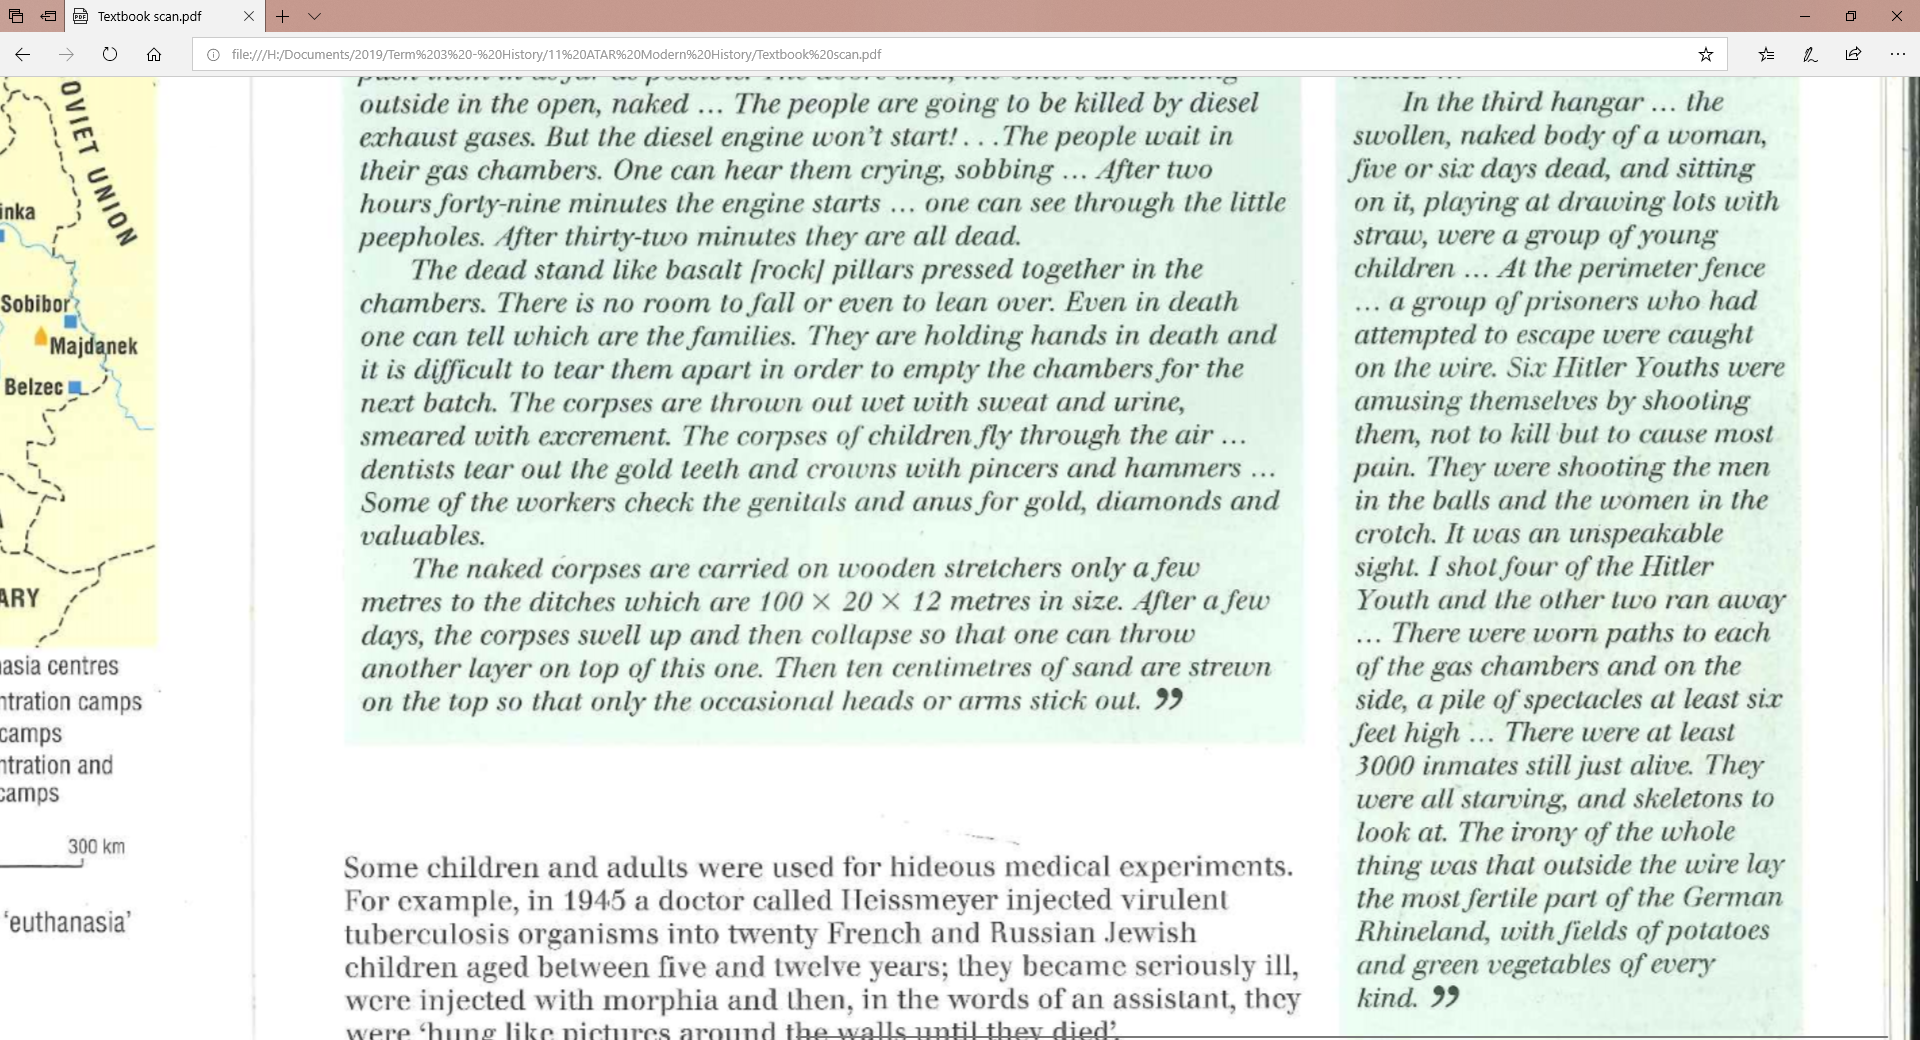 Textbook scan.pdf
file:///H:/Documents/2019/Term%203%20-%20History/11%20ATAR%20Modern%20History/Textbook%20scan.pdf
OVIET UNION
inka
Sobibor
Majdanek
Belzec
ARY
asia centres
ntration camps
camps
ntration and
camps
300 km
‘euthanasia’
outside in the open, naked ... The people are going to be killed by diesel
exhaust gases. But the diesel engine won’t start! . . .The people wait in
their gas chambers. One can hear them crying, sobbing ... After two
hours forty-nine minutes the engine starts ... one can see through the little
peepholes. After thirty-two minutes they are all dead.
The dead stand like basalt [rock] pillars pressed together in the
chambers. There is no room to fall or even to lean over. Even in death
one can tell which are the families. They are holding hands in death and
it is difficult to tear them apart in order to empty the chambers for the
next batch. The corpses are thrown out wet with sweat and urine,
smeared with excrement. The corpses of children fly through the air ...
dentists tear out the gold teeth and crowns with pincers and hammers ...
Some of the workers check the genitals and anus for gold, diamonds and
valuables.
The naked corpses are carried on wooden stretchers only a few
metres to the ditches which are 100 × 20 × 12 metres in size. After a few
days, the corpses swell up and then collapse so that one can throw
another layer on top of this one. Then ten centimetres of sand are strewn
on the top so that only the occasional heads or arms stick out. ”
Some children and adults were used for hideous medical experiments.
For example, in 1945 a doctor called Heissmeyer injected virulent
tuberculosis organisms into twenty French and Russian Jewish
children aged between five and twelve years; they became seriously ill,
were injected with morphia and then, in the words of an assistant, they
were ‘hung like pictures around the walls until they died’.
In the third hangar ... the
swollen, naked body of a woman,
five or six days dead, and sitting
on it, playing at drawing lots with
straw, were a group of young
children ... At the perimeter fence
... a group of prisoners who had
attempted to escape were caught
on the wire. Six Hitler Youths were
amusing themselves by shooting
them, not to kill but to cause most
pain. They were shooting the men
in the balls and the women in the
crotch. It was an unspeakable
sight. I shot four of the Hitler
Youth and the other two ran away
... There were worn paths to each
of the gas chambers and on the
side, a pile of spectacles at least six
feet high ... There were at least
3000 inmates still just alive. They
were all starving, and skeletons to
look at. The irony of the whole
thing was that outside the wire lay
the most fertile part of the German
Rhineland, with fields of potatoes
and green vegetables of every
kind. ”